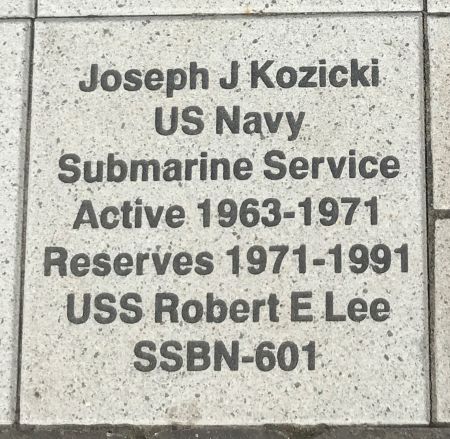 Joseph J Kozicki
US Navy
Submarine Service
Active 1963-1971
Reserves 1971-1991
USS Robert E Lee
SSBN-601